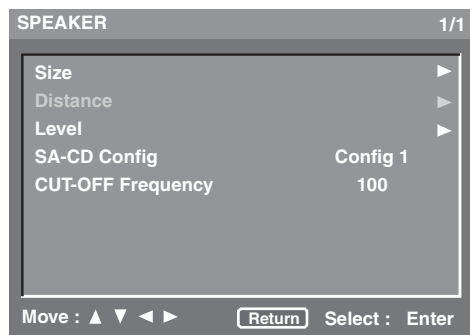 SPEAKER 1/1
Size ►
Distance ►
Level ►
SA-CD Config Config 1
CUT-OFF Frequency 100
Move : ▲ ▼ ◄ ► Return Select : Enter